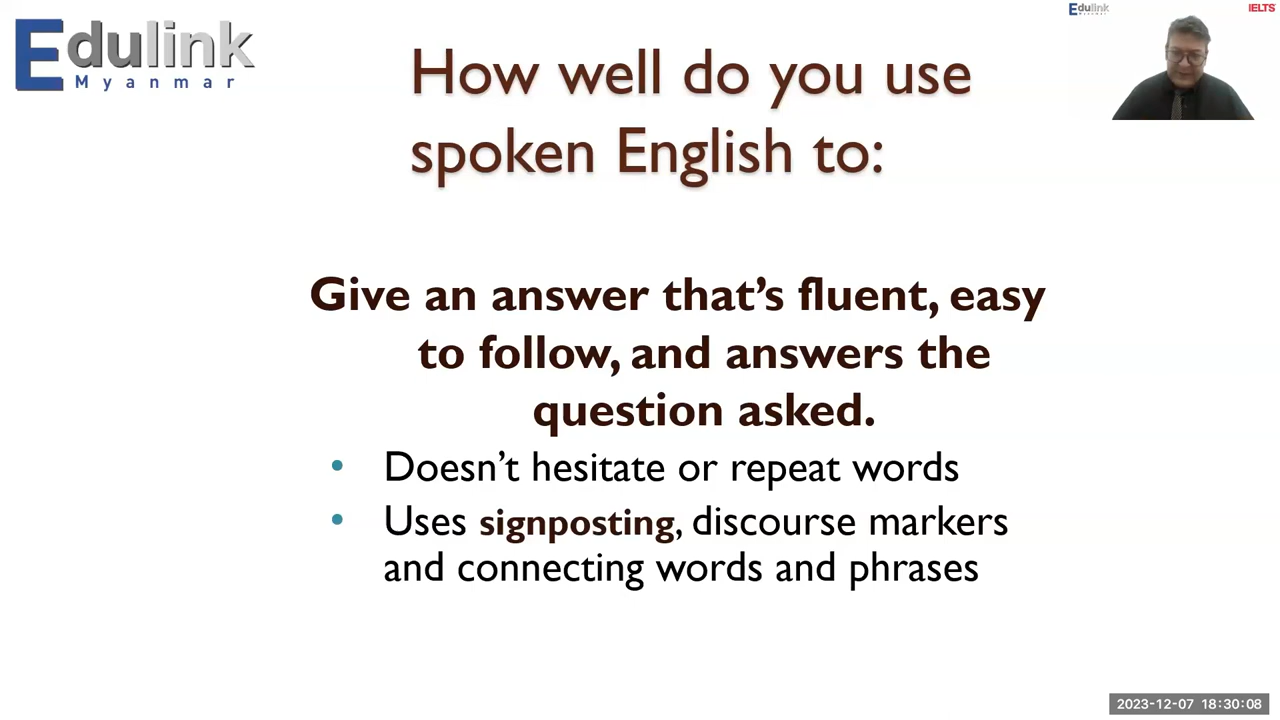 Edulink
Myanmar
Edulink
Myanmar
IELTS
How well do you use
spoken English to:
Give an answer that’s fluent, easy
to follow, and answers the
question asked.
• Doesn’t hesitate or repeat words
• Uses signposting, discourse markers
and connecting words and phrases
2023-12-07 18:30:08